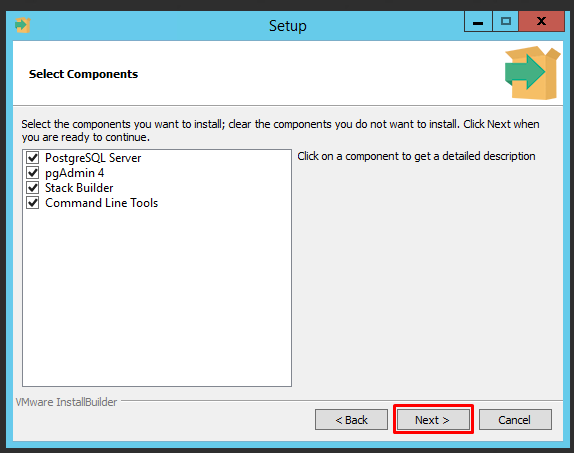 Setup
Select Components
Select the components you want to install; clear the components you do not want to install. Click Next when
you are ready to continue.
PostgreSQL Server
pgAdmin 4
Stack Builder
Command Line Tools
Click on a component to get a detailed description
VMware InstallBuilder
< Back
Next >
Cancel